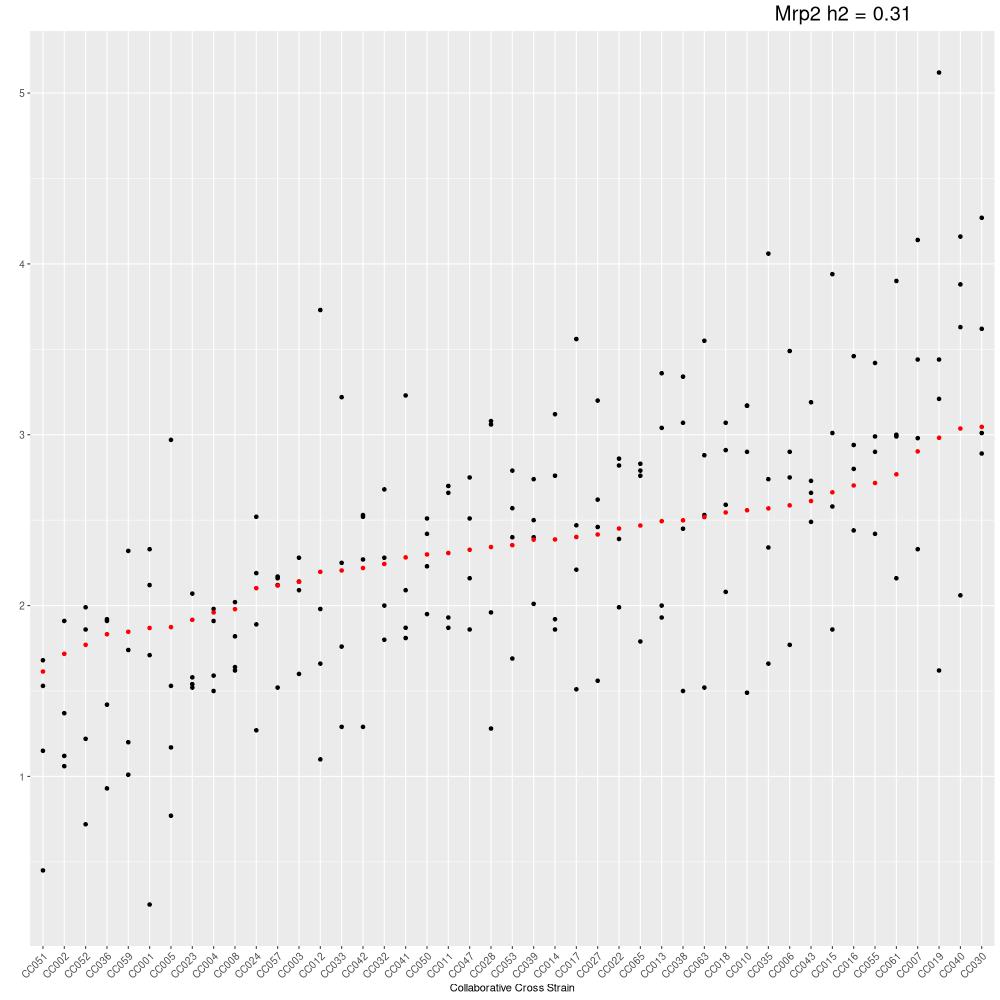 Mrp2 h2 = 0.31
5
4
3
2
1
CC051 CC002 CC052 CC036 CC059 CC001 CC005 CC023 CC004 CC008 CC024 CC057 CC003 CC012 CC033 CC042 CC032 CC041 CC050 CC011 CC047 CC028 CC053 CC039 CC014 CC017 CC027 CC022 CC065 CC013 CC038 CC063 CC018 CC010 CC035 CC006 CC043 CC015 CC016 CC055 CC061 CC007 CC019 CC040 CC030
Collaborative Cross Strain